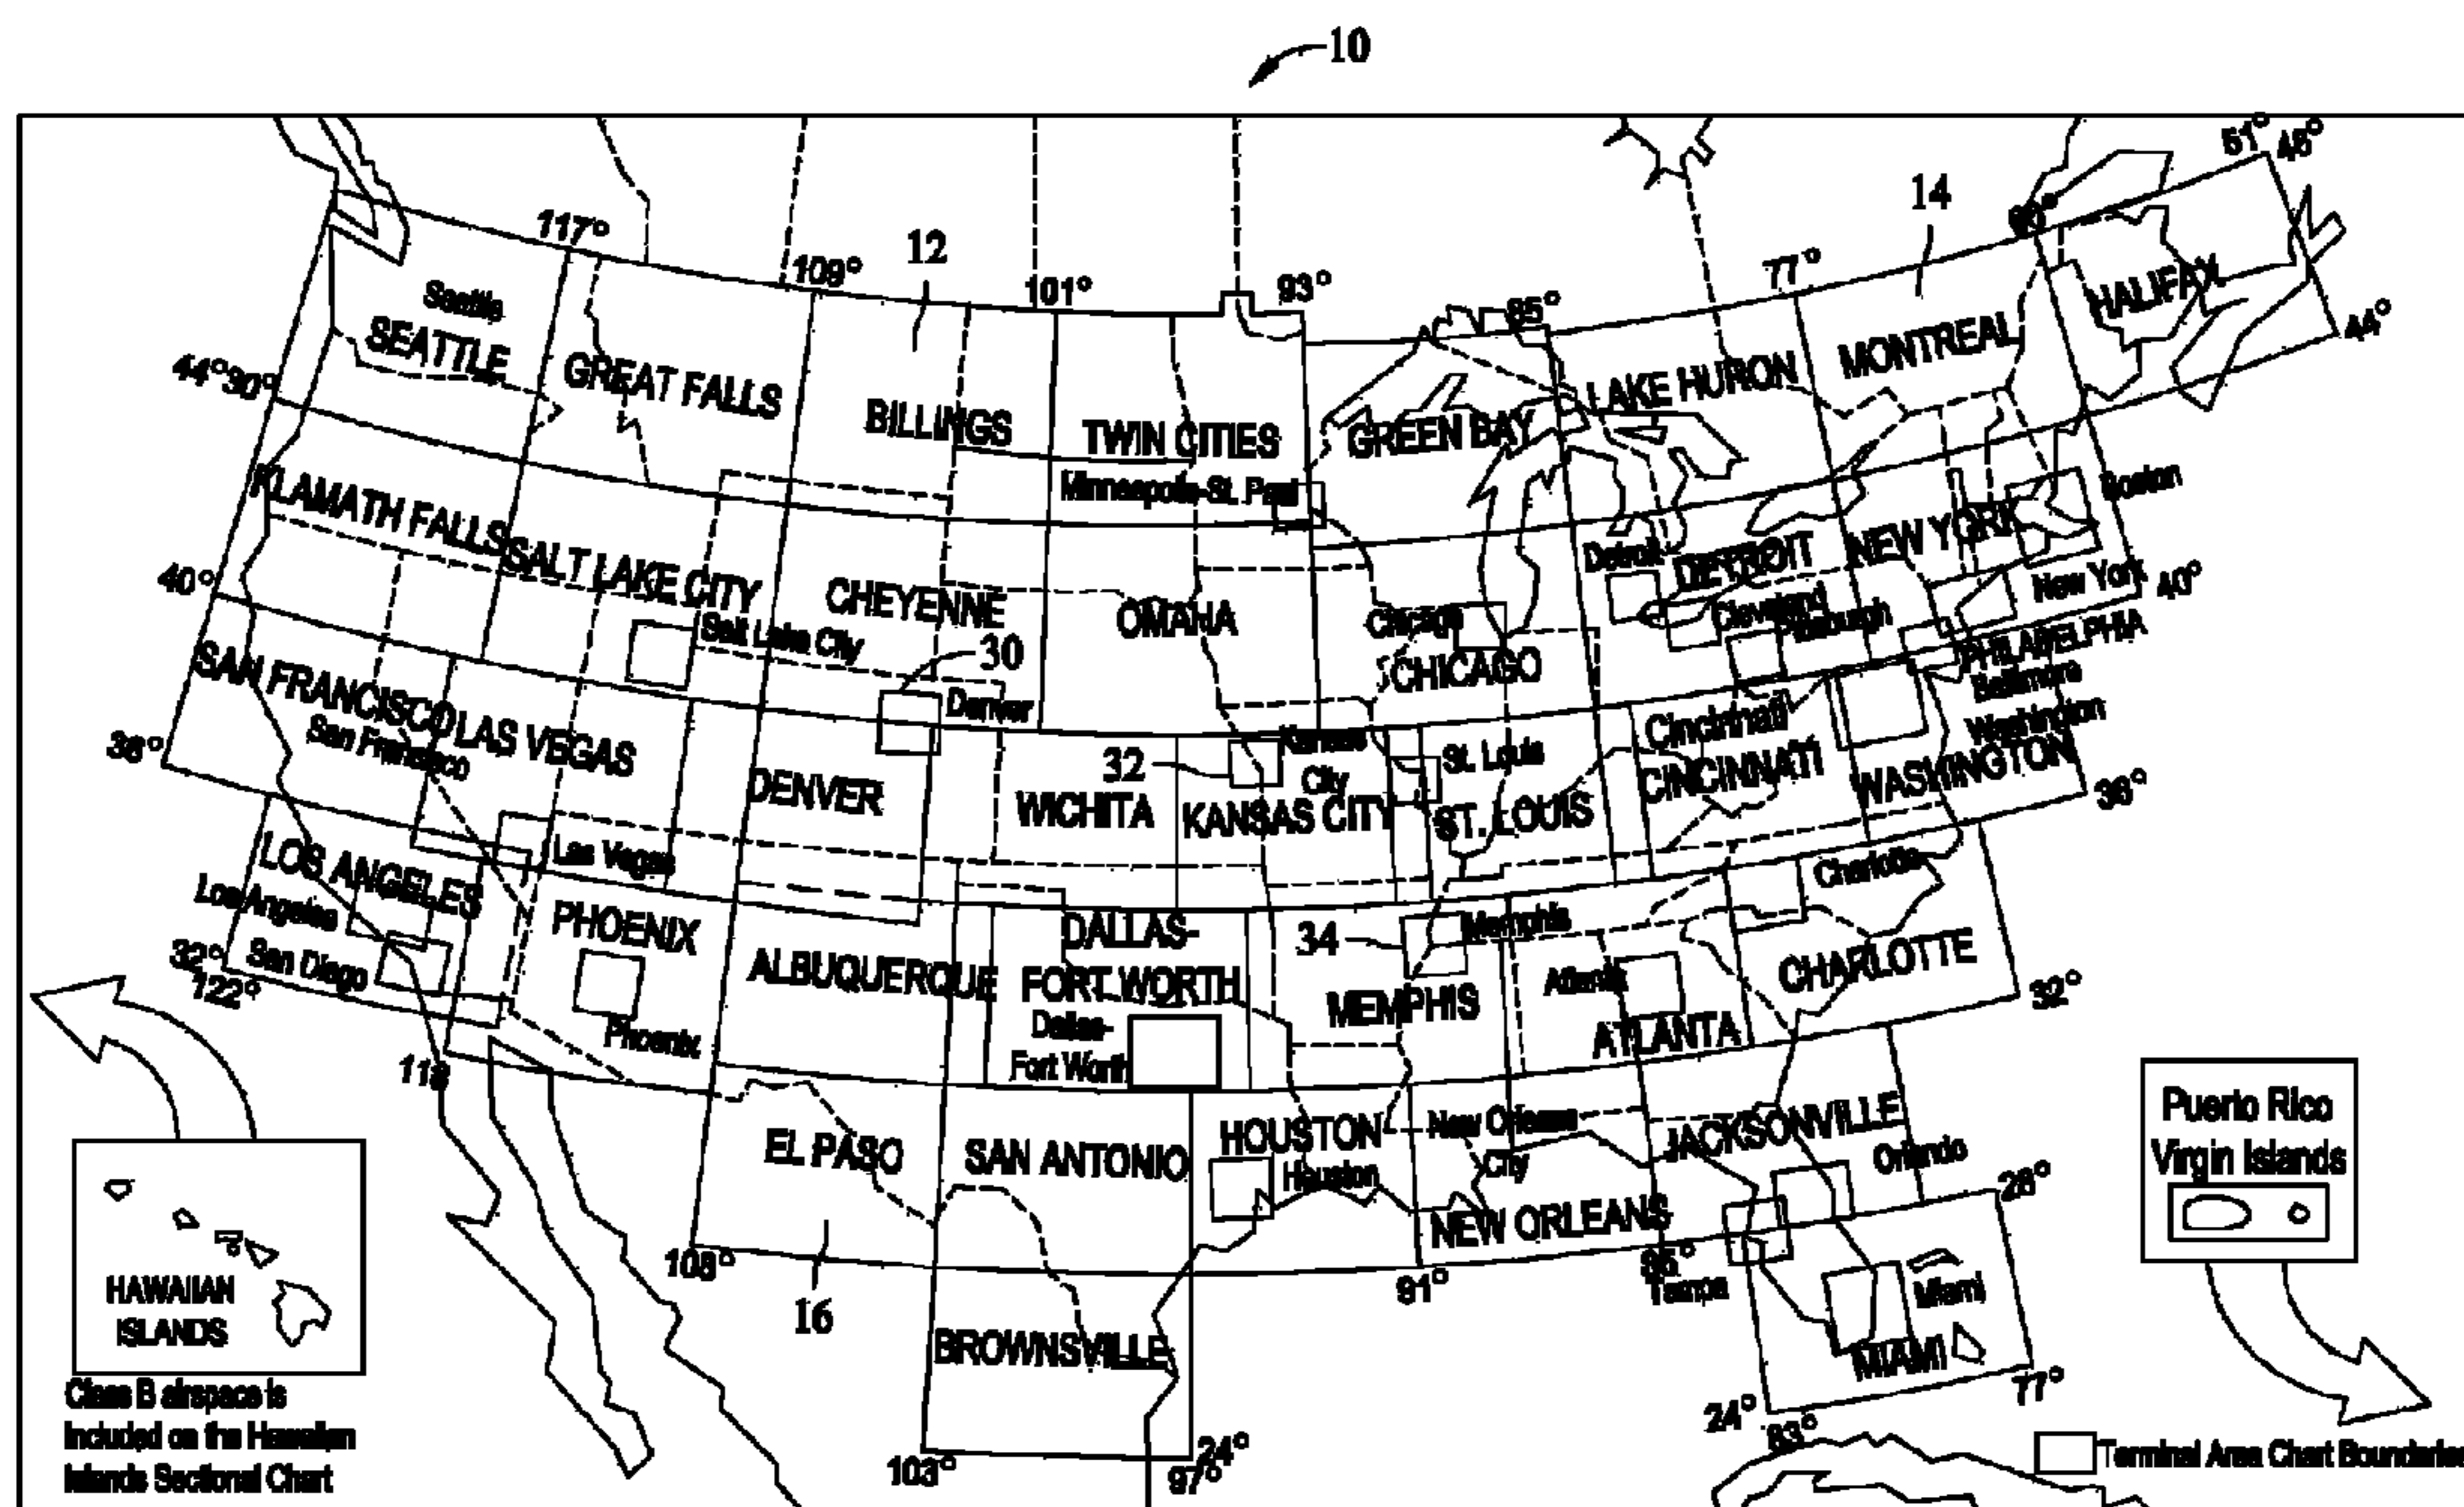 10
51°
48°
14
117°
12
109°
101°
93°
85°
77°
Seattle
SEATTLE
GREAT FALLS
BILLINGS
TWIN CITIES
GREEN BAY
LAKE HURON
MONTREAL
HALIFAX
44°
44°30°
Minneapolis-St. Paul
Boston
KLAMATH FALLS
SALT LAKE CITY
CHEYENNE
OMAHA
Chicago
CHICAGO
Detroit
DETROIT
NEW YORK
New York
40°
40°
Cleveland
PHILADELPHIA
Baltimore
Washington
Salt Lake City
30
Denver
SAN FRANCISCO
San Francisco
LAS VEGAS
36°
DENVER
WICHITA
32
Kansas
City
KANSAS CITY
St. Louis
ST. LOUIS
Cincinnati
CINCINNATI
WASHINGTON
36°
LOS ANGELES
Los Angeles
Las Vegas
San Diego
32°
722°
PHOENIX
Phoenix
ALBUQUERQUE
DALLAS-
FORT WORTH
Dallas-
Fort Worth
34
Memphis
MEMPHIS
Atlanta
ATLANTA
Charlotte
CHARLOTTE
32°
EL PASO
SAN ANTONIO
HOUSTON
Houston
New Orleans
City
NEW ORLEANS
JACKSONVILLE
Orlando
28°
108°
16
91°
Tampa
Miami
MIAMI
BROWNSVILLE
103°
24°
97°
24°
83°
77°
HAWAIIAN
ISLANDS
Class B airspace is
Included on the Hawaiian
Islands Sectional Chart
Puerto Rico
Virgin Islands
Terminal Area Chart Boundaries